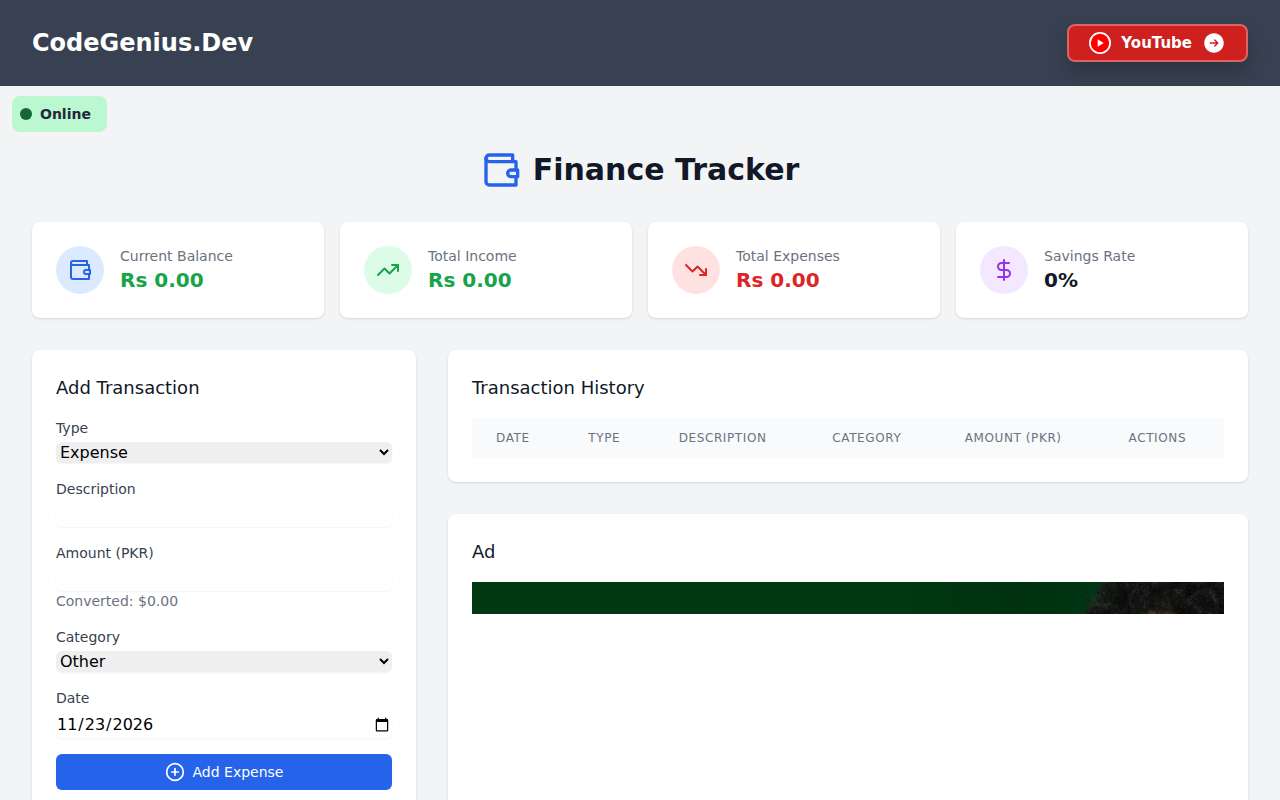 CodeGenius.Dev
YouTube
Online
Finance Tracker
Current Balance
Rs 0.00
Total Income
Rs 0.00
Total Expenses
Rs 0.00
Savings Rate
0%
Add Transaction
Type
Expense
Description
Amount (PKR)
Converted: $0.00
Category
Other
Date
11/23/2026
Add Expense
Transaction History
DATE TYPE DESCRIPTION CATEGORY AMOUNT (PKR) ACTIONS
Ad